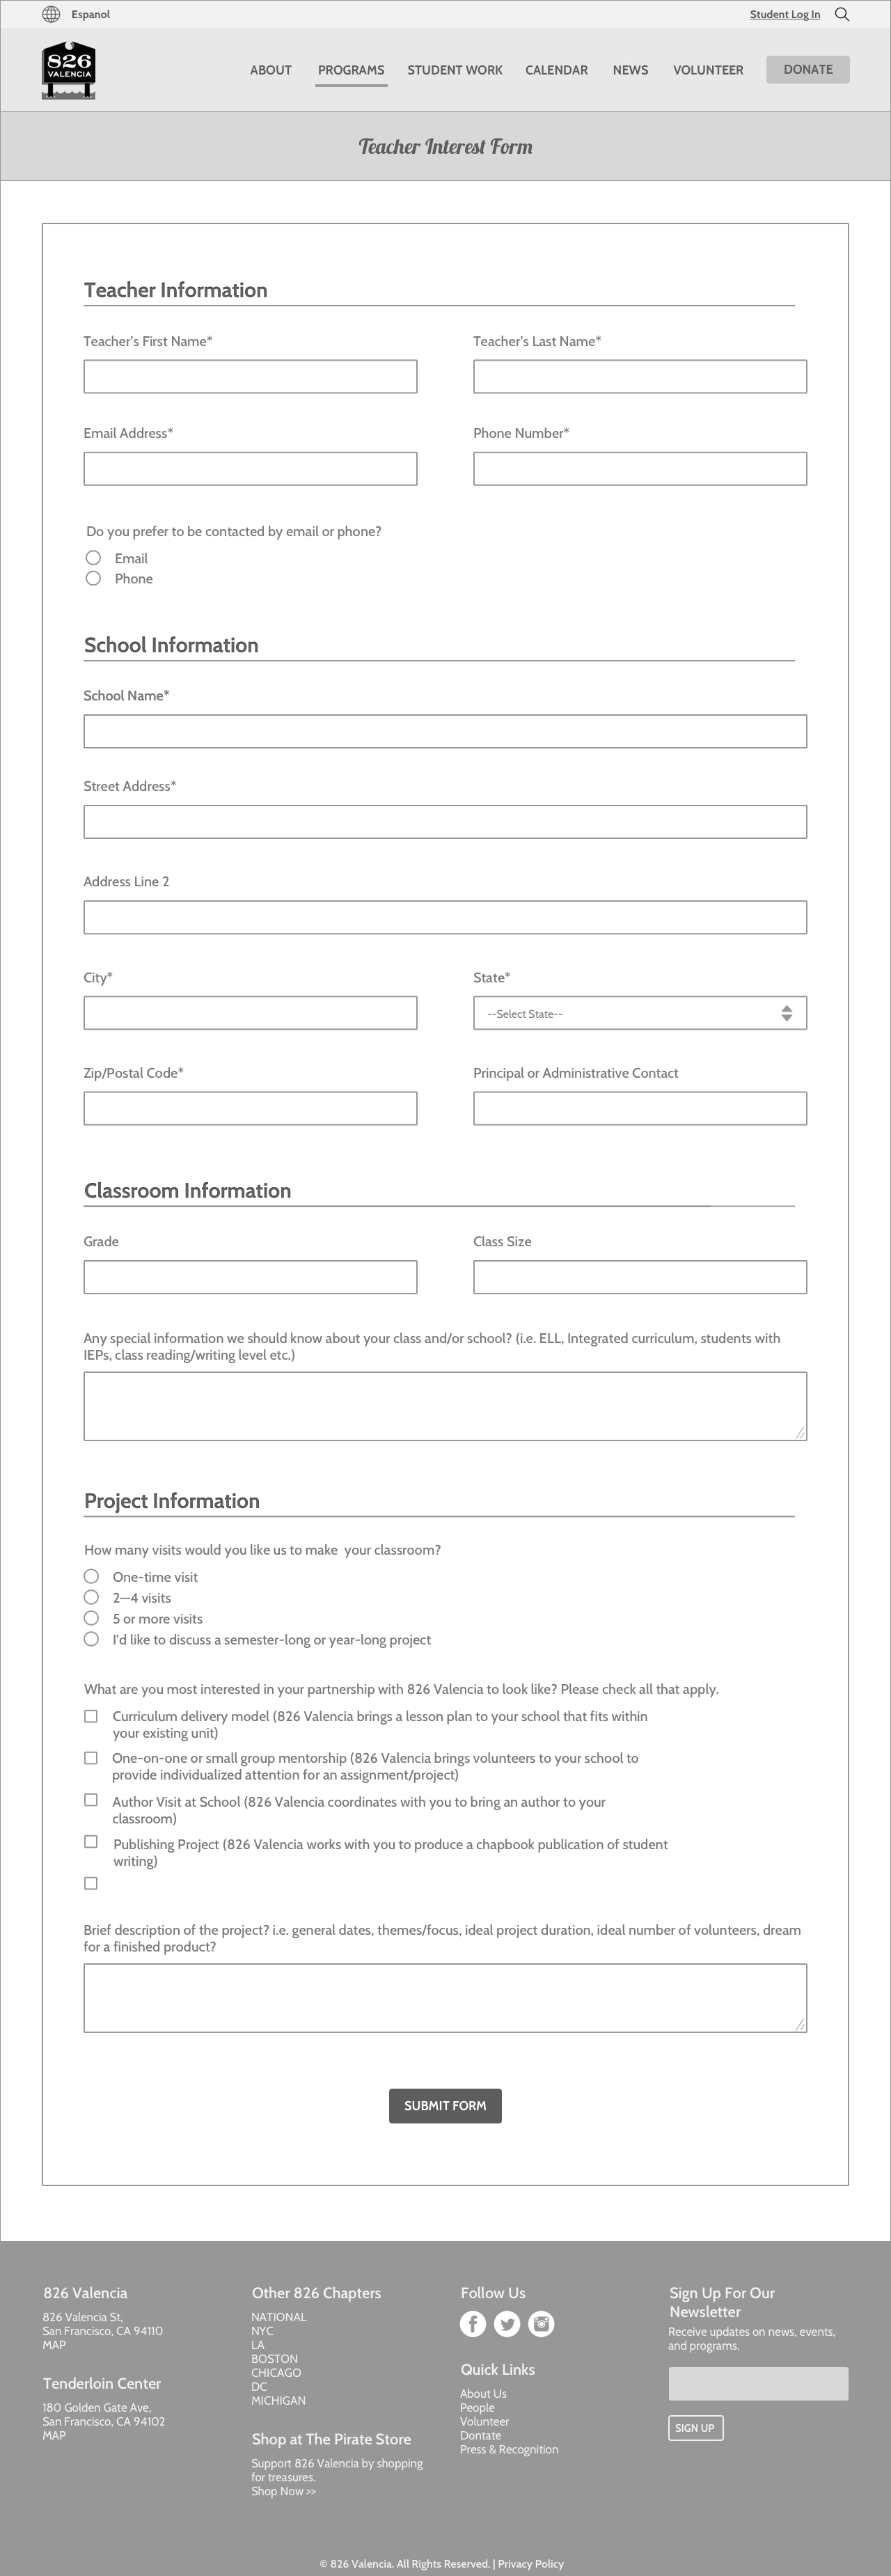 Espanol
Student Log In
826
VALENCIA
ABOUT
PROGRAMS
STUDENT WORK
CALENDAR
NEWS
VOLUNTEER
DONATE
Teacher Interest Form
Teacher Information
Teacher's First Name*
Teacher's Last Name*
Email Address*
Phone Number*
Do you prefer to be contacted by email or phone?
Email
Phone
School Information
School Name*
Street Address*
Address Line 2
City*
State*
--Select State--
Zip/Postal Code*
Principal or Administrative Contact
Classroom Information
Grade
Class Size
Any special information we should know about your class and/or school? (i.e. ELL, Integrated curriculum, students with
IEPs, class reading/writing level etc.)
Project Information
How many visits would you like us to make  your classroom?
One-time visit
2—4 visits
5 or more visits
I'd like to discuss a semester-long or year-long project
What are you most interested in your partnership with 826 Valencia to look like? Please check all that apply.
Curriculum delivery model (826 Valencia brings a lesson plan to your school that fits within
your existing unit)
One-on-one or small group mentorship (826 Valencia brings volunteers to your school to
provide individualized attention for an assignment/project)
Author Visit at School (826 Valencia coordinates with you to bring an author to your
classroom)
Publishing Project (826 Valencia works with you to produce a chapbook publication of student
writing)
Brief description of the project? i.e. general dates, themes/focus, ideal project duration, ideal number of volunteers, dream
for a finished product?
SUBMIT FORM
826 Valencia
826 Valencia St,
San Francisco, CA 94110
MAP
Tenderloin Center
180 Golden Gate Ave,
San Francisco, CA 94102
MAP
Other 826 Chapters
NATIONAL
NYC
LA
BOSTON
CHICAGO
DC
MICHIGAN
Shop at The Pirate Store
Support 826 Valencia by shopping
for treasures.
Shop Now >>
Follow Us
Quick Links
About Us
People
Volunteer
Dontate
Press & Recognition
Sign Up For Our
Newsletter
Receive updates on news, events,
and programs.
SIGN UP
© 826 Valencia. All Rights Reserved. | Privacy Policy